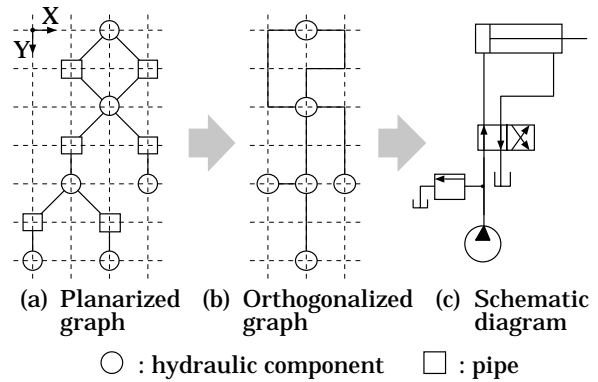 X
Y
(a) Planarized graph
(b) Orthogonalized graph
(c) Schematic diagram
: hydraulic component
: pipe